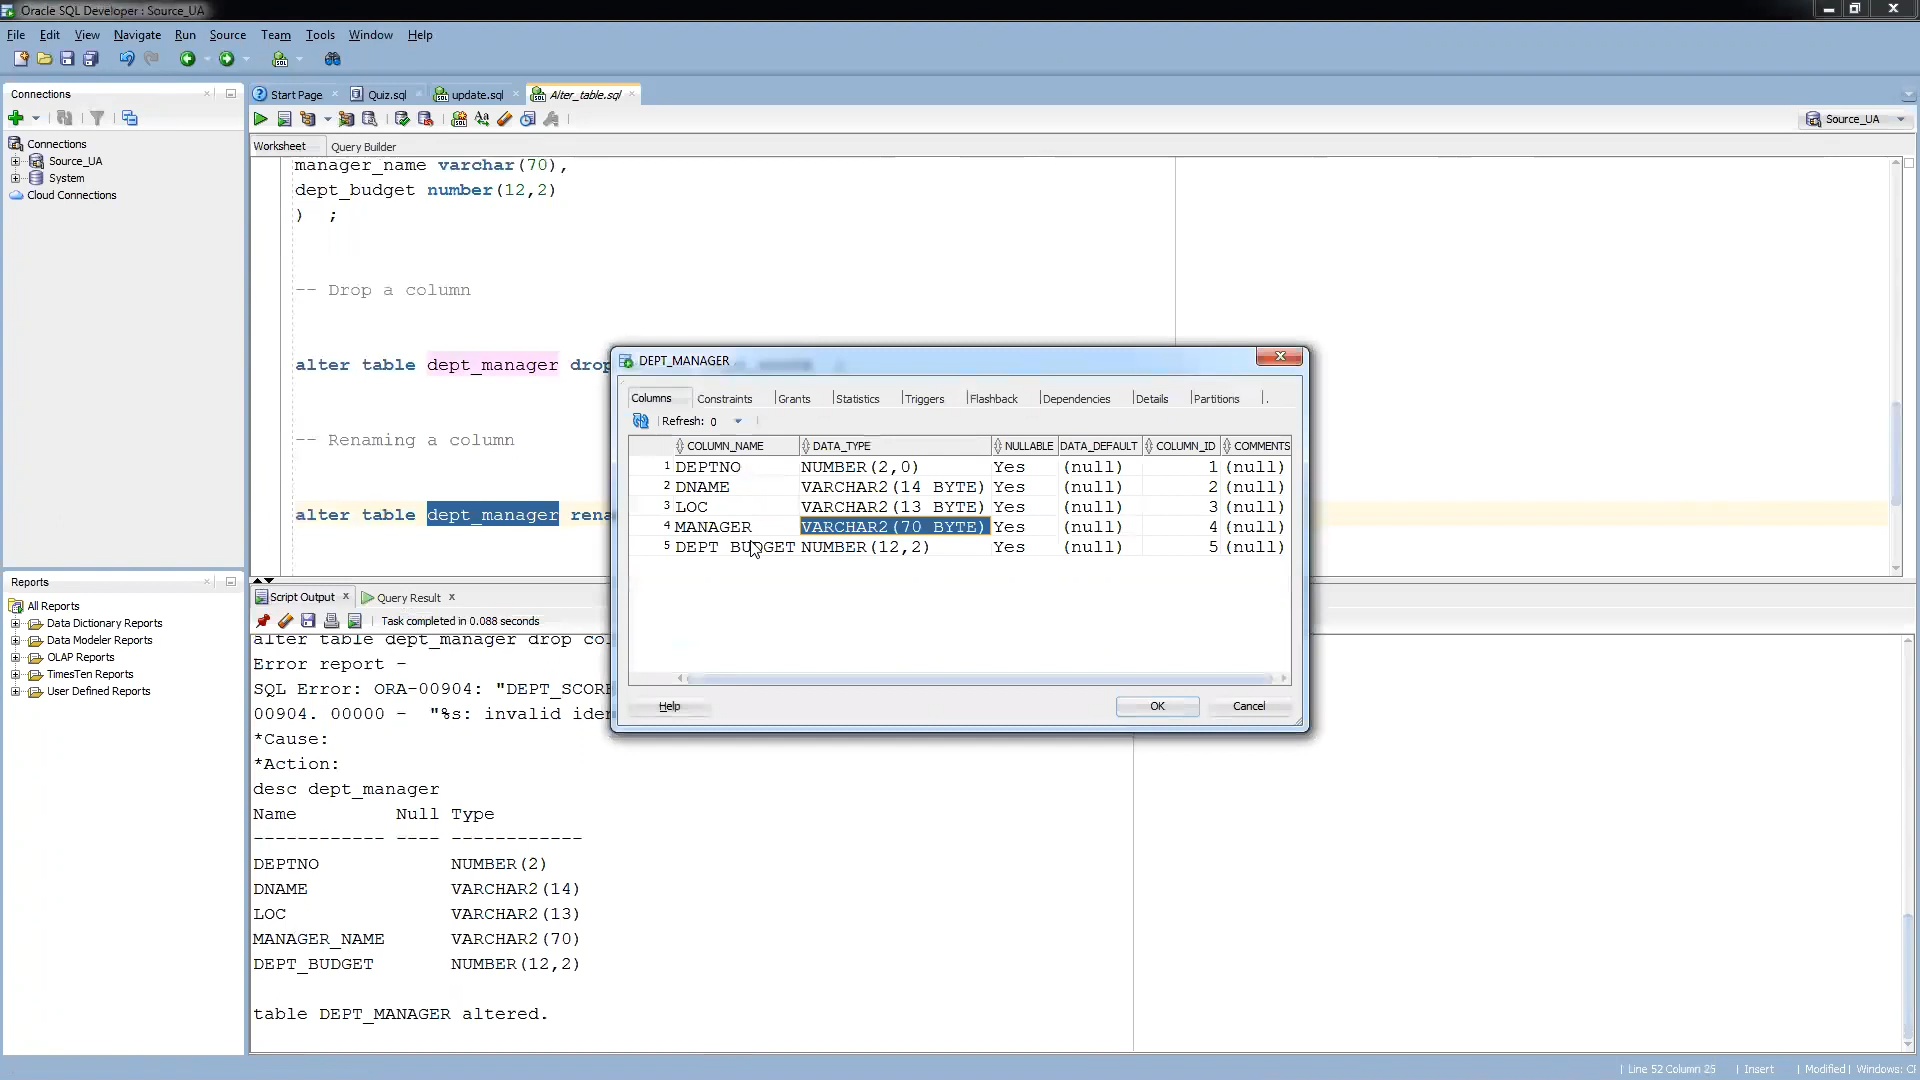 Oracle SQL Developer : Source_UA
File Edit View Navigate Run Source Team Tools Window Help
Connections
Start Page Quiz.sql update.sql Alter_table.sql
Source_UA
Worksheet Query Builder
Connections
Source_UA
System
Cloud Connections
manager_name varchar(70),
dept_budget number(12,2)
) ;
-- Drop a column
alter table dept_manager drop
-- Renaming a column
alter table dept_manager rena
DEPT_MANAGER
Columns Constraints Grants Statistics Triggers Flashback Dependencies Details Partitions .
Refresh: 0
COLUMN_NAME DATA_TYPE NULLABLE DATA_DEFAULT COLUMN_ID COMMENTS
1 DEPTNO NUMBER(2,0) Yes (null) 1 (null)
2 DNAME VARCHAR2(14 BYTE) Yes (null) 2 (null)
3 LOC VARCHAR2(13 BYTE) Yes (null) 3 (null)
4 MANAGER VARCHAR2(70 BYTE) Yes (null) 4 (null)
5 DEPT_BUDGET NUMBER(12,2) Yes (null) 5 (null)
Help OK Cancel
Reports
All Reports
Data Dictionary Reports
Data Modeler Reports
OLAP Reports
TimesTen Reports
User Defined Reports
Script Output Query Result
Task completed in 0.088 seconds
alter table dept_manager drop co
Error report -
SQL Error: ORA-00904: "DEPT_SCORE
00904. 00000 - "%s: invalid iden
*Cause:
*Action:
desc dept_manager
Name Null Type
------------ ---- ------------
DEPTNO NUMBER(2)
DNAME VARCHAR2(14)
LOC VARCHAR2(13)
MANAGER_NAME VARCHAR2(70)
DEPT_BUDGET NUMBER(12,2)
table DEPT_MANAGER altered.
Line 52 Column 25 Insert Modified Windows: C